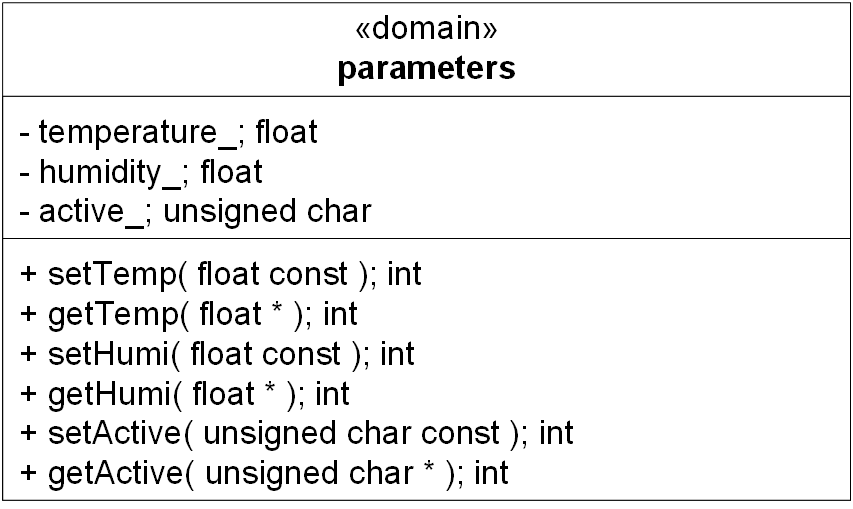 «domain»
parameters
- temperature_; float
- humidity_; float
- active_; unsigned char
+ setTemp( float const ); int
+ getTemp( float * ); int
+ setHumi( float const ); int
+ getHumi( float * ); int
+ setActive( unsigned char const ); int
+ getActive( unsigned char * ); int